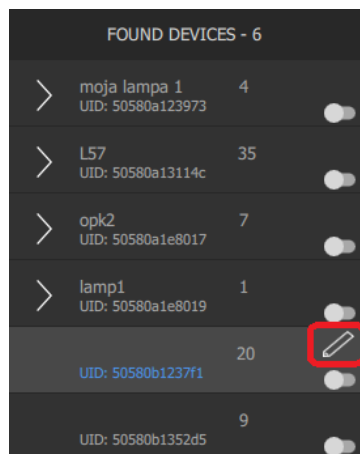 FOUND DEVICES - 6
moja lampa 1 4
UID: 50580a123973
L57 35
UID: 50580a13114c
opk2 7
UID: 50580a1e8017
lamp1 1
UID: 50580a1e8019
20
UID: 50580b1237f1
9
UID: 50580b1352d5